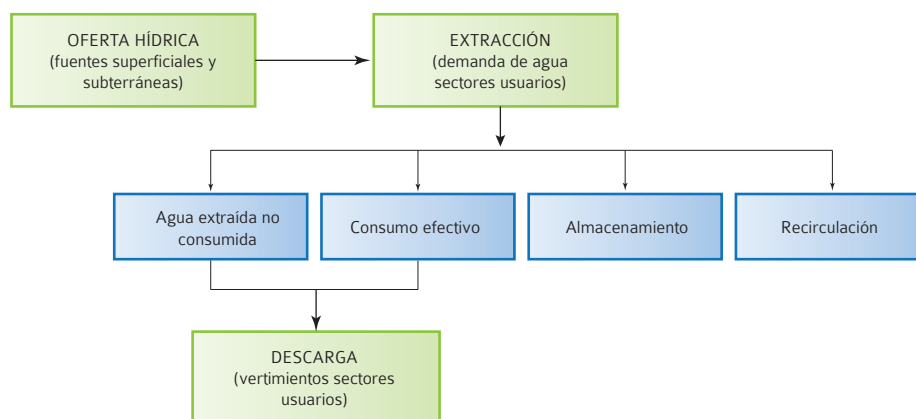 OFERTA HÍDRICA
(fuentes superficiales y
subterráneas)
EXTRACCIÓN
(demanda de agua
sectores usuarios)
Agua extraída no
consumida
Consumo efectivo
Almacenamiento
Recirculación
DESCARGA
(vertimientos sectores
usuarios)